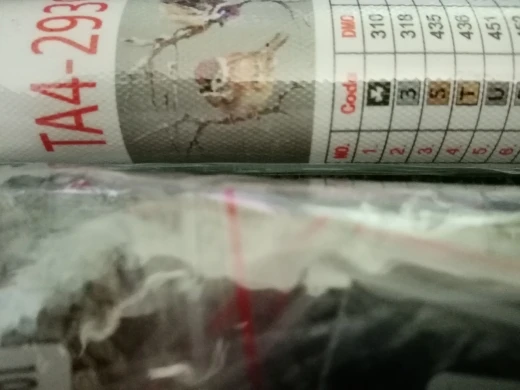 TA4-293
NO. Code DMC
1. 310
2. 3 318
3. S 435
4. T 436
5. U 451
6.